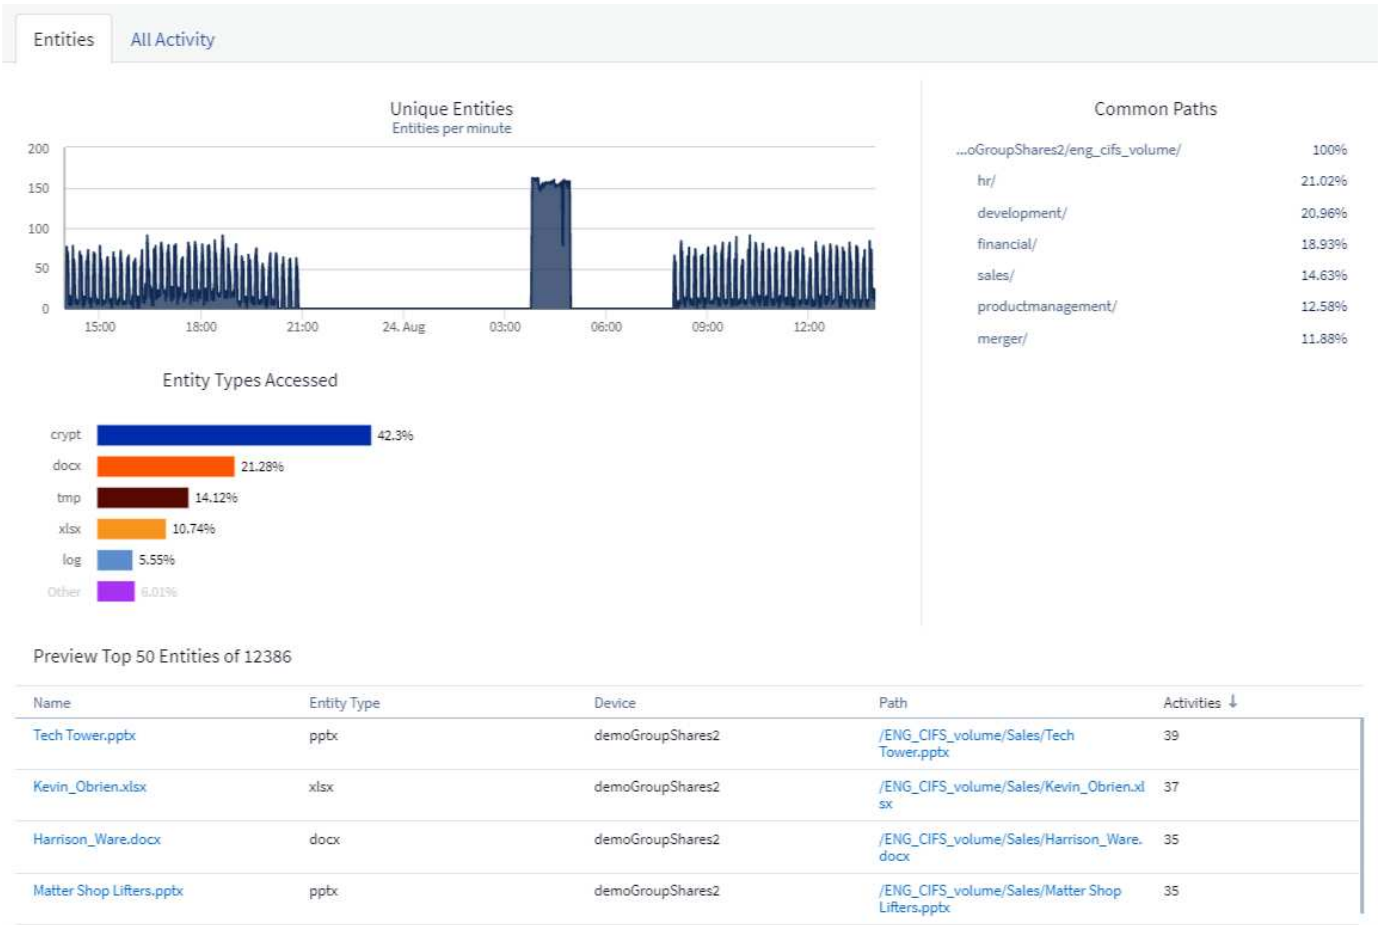 Entities All Activity
Unique Entities
Entities per minute
200
150
100
50
0
15:00 18:00 21:00 24. Aug 03:00 06:00 09:00 12:00
Common Paths
...oGroupShares2/eng_cifs_volume/ 100%
hr/ 21.02%
development/ 20.96%
financial/ 18.93%
sales/ 14.63%
productmanagement/ 12.58%
merger/ 11.88%
Entity Types Accessed
crypt 42.3%
docx 21.28%
tmp 14.12%
xlsx 10.74%
log 5.55%
Other 6.01%
Preview Top 50 Entities of 12386
Name Entity Type Device Path Activities ↓
Tech Tower.pptx pptx demoGroupShares2 /ENG_CIFS_volume/Sales/Tech 39
Tower.pptx
Kevin_Obrien.xlsx xlsx demoGroupShares2 /ENG_CIFS_volume/Sales/Kevin_Obrien.xl 37
sx
Harrison_Ware.docx docx demoGroupShares2 /ENG_CIFS_volume/Sales/Harrison_Ware. 35
docx
Matter Shop Lifters.pptx pptx demoGroupShares2 /ENG_CIFS_volume/Sales/Matter Shop 35
Lifters.pptx